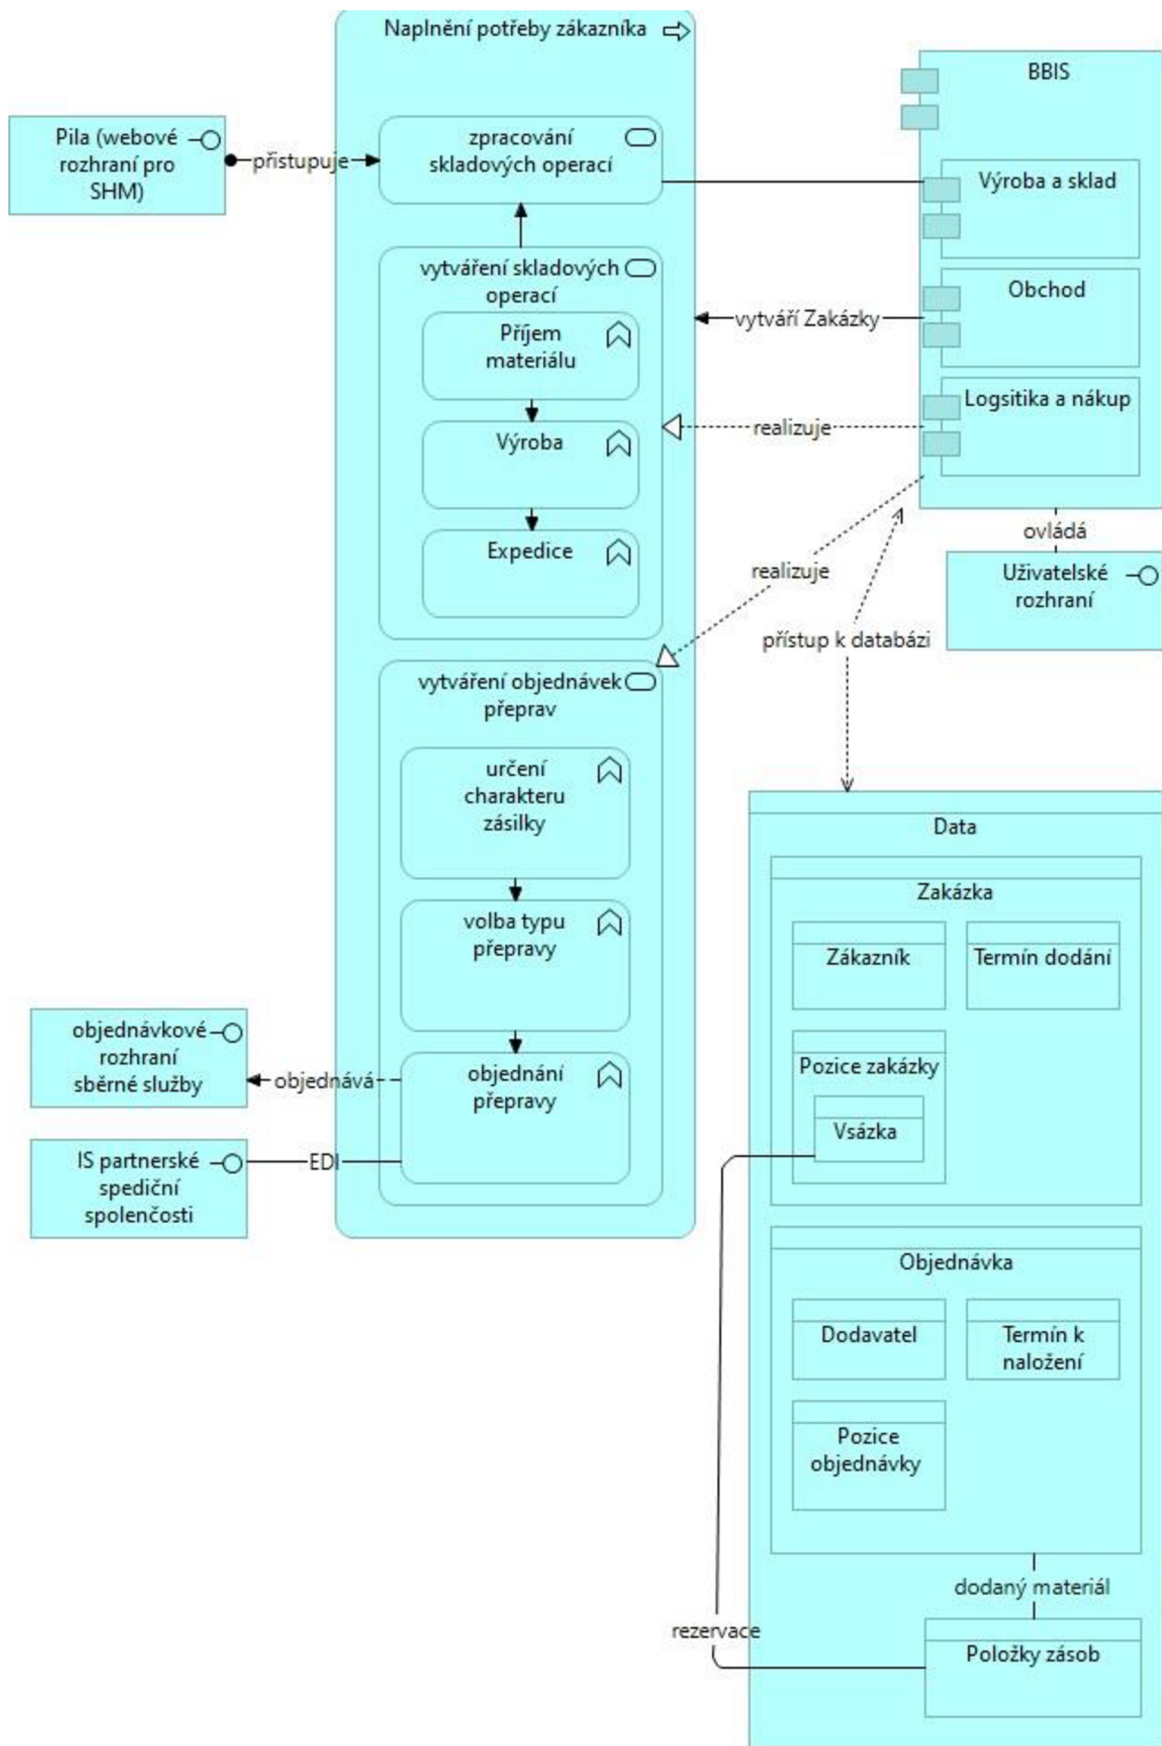 Naplnění potřeby zákazníka
Pila (webové
rozhraní pro
SHM)
přistupuje
zpracování
skladových operací
vytváření skladových
operací
Příjem
materiálu
Výroba
Expedice
vytváření objednávek
přeprav
určení
charakteru
zásilky
volba typu
přepravy
objednání
přepravy
objednávkové
rozhraní
sběrné služby
objednává
IS partnerské
spediční
spolenčosti
EDI
BBIS
Výroba a sklad
Obchod
Logsitika a nákup
vytváří Zakázky
realizuje
realizuje
ovládá
Uživatelské
rozhraní
přístup k databázi
Data
Zakázka
Zákazník
Termín dodání
Pozice zakázky
Vsázka
Objednávka
Dodavatel
Termín k
naložení
Pozice
objednávky
dodaný materiál
rezervace
Položky zásob